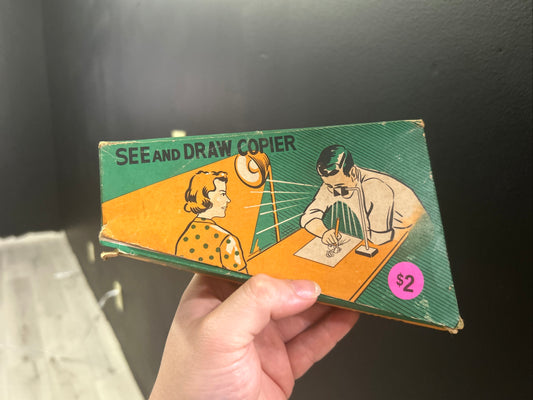 SEE AND DRAW COPIER
$2